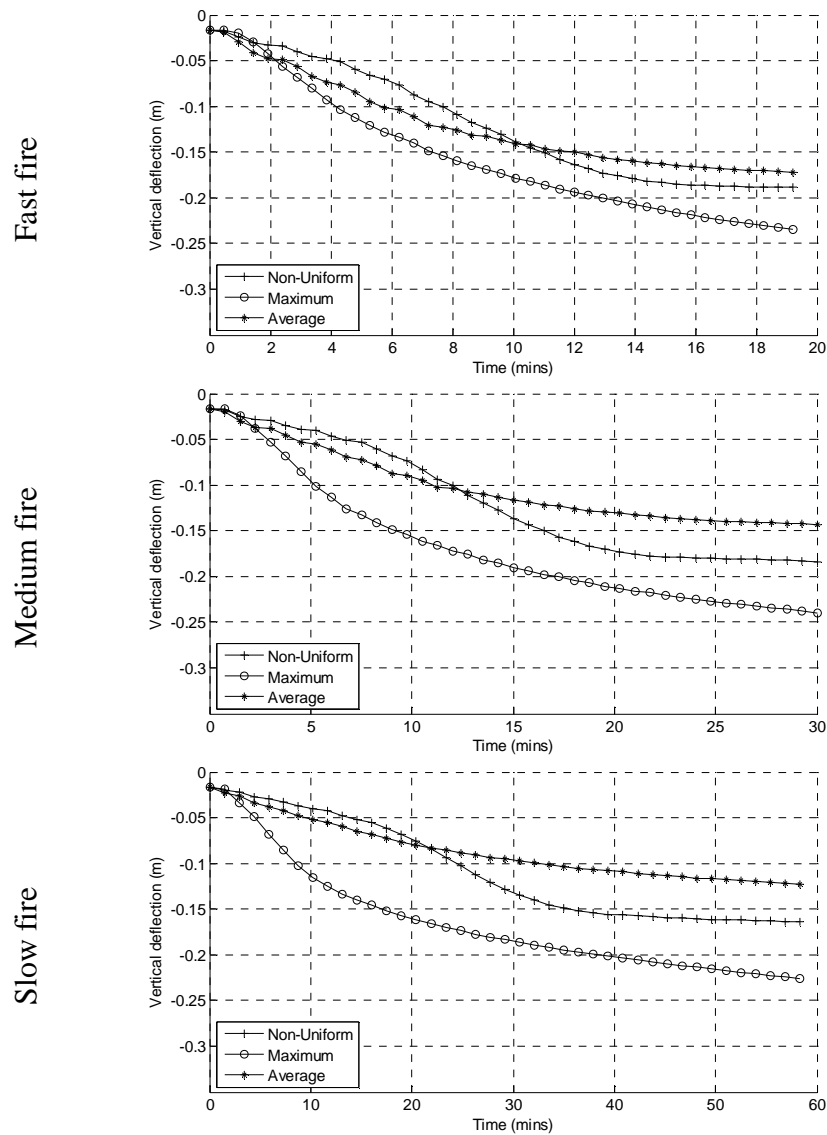 Fast fire
0
-0.05
-0.1
-0.15
-0.2
-0.25
-0.3
Vertical deflection (m)
Non-Uniform
Maximum
Average
0 2 4 6 8 10 12 14 16 18 20
Time (mins)
Medium fire
0
-0.05
-0.1
-0.15
-0.2
-0.25
-0.3
Vertical deflection (m)
Non-Uniform
Maximum
Average
0 5 10 15 20 25 30
Time (mins)
Slow fire
0
-0.05
-0.1
-0.15
-0.2
-0.25
-0.3
Vertical deflection (m)
Non-Uniform
Maximum
Average
0 10 20 30 40 50 60
Time (mins)